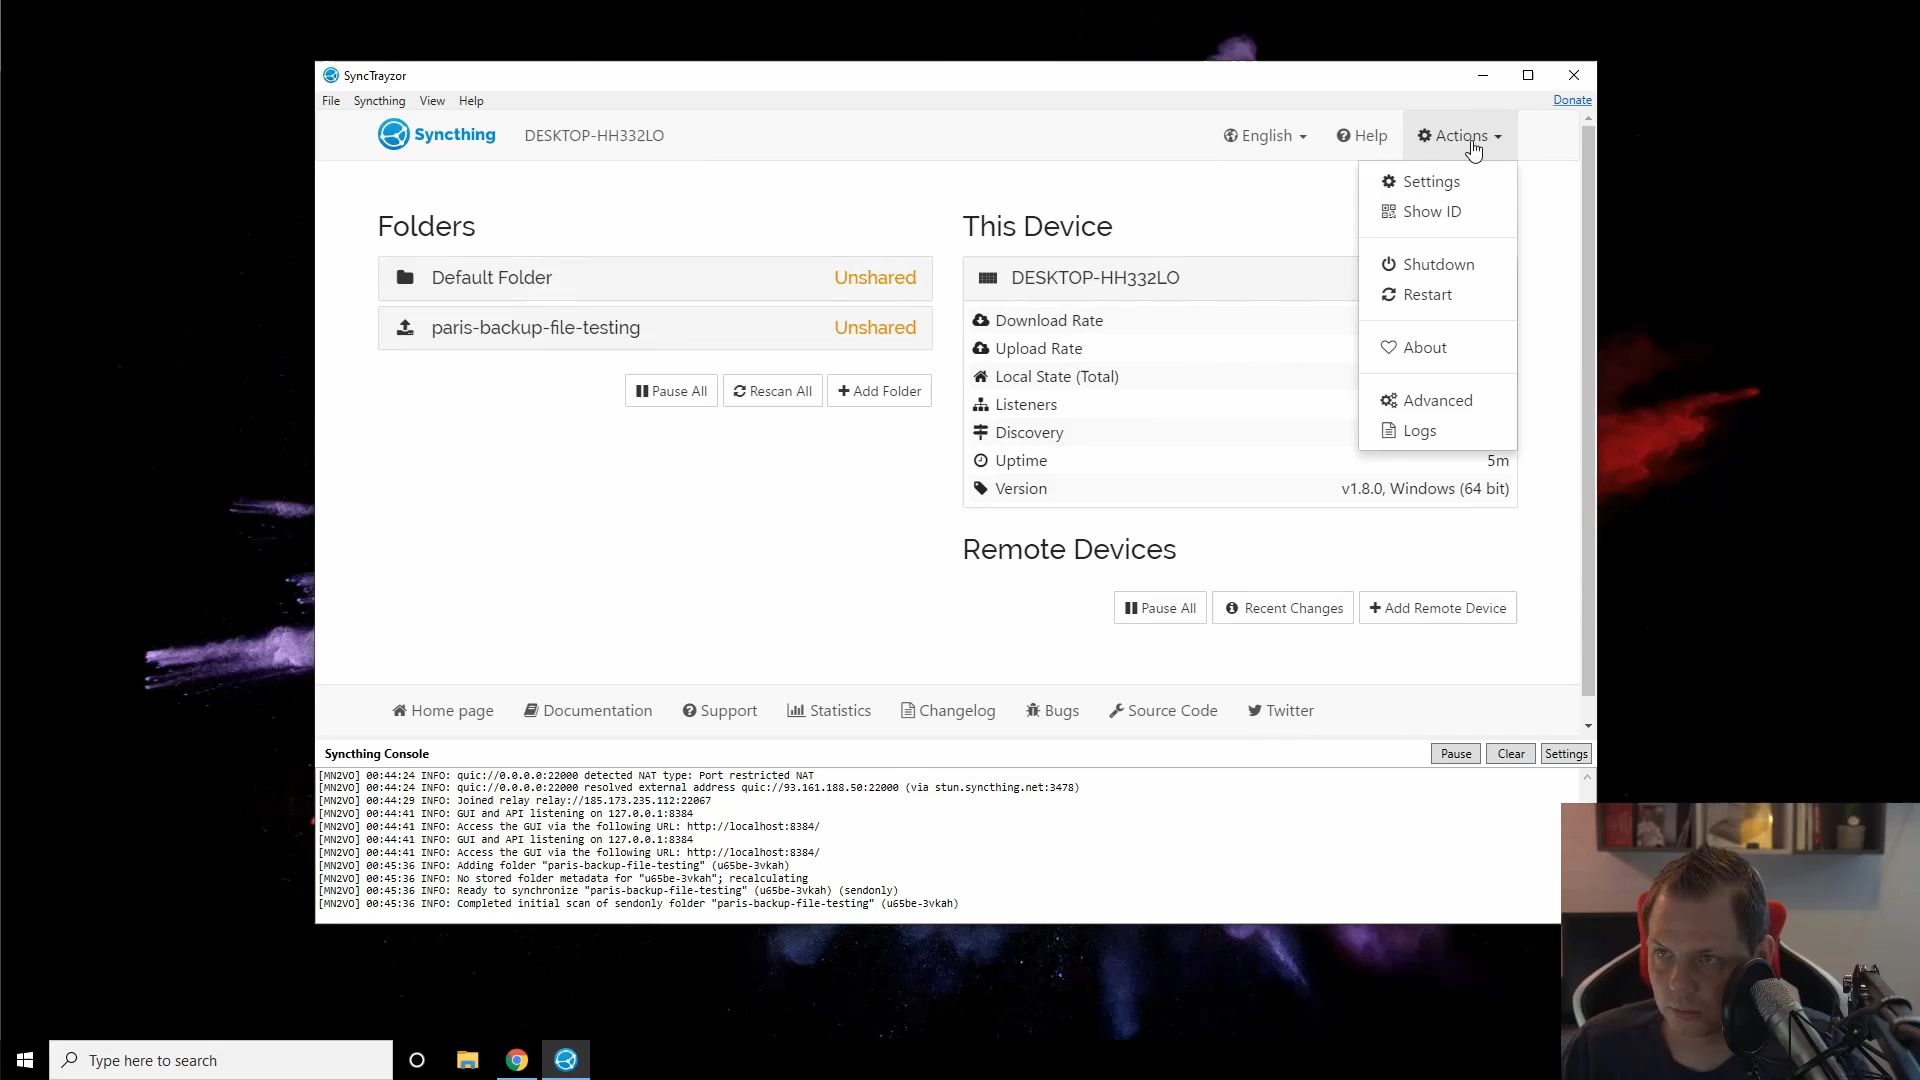 SyncTrayzor
File Syncthing View Help Donate
Syncthing DESKTOP-HH332LO English Help Actions
Settings
Show ID
Shutdown
Restart
About
Advanced
Logs
Folders
Default Folder Unshared
paris-backup-file-testing Unshared
Pause All Rescan All Add Folder
This Device
DESKTOP-HH332LO
Download Rate
Upload Rate
Local State (Total)
Listeners
Discovery
Uptime 5m
Version v1.8.0, Windows (64 bit)
Remote Devices
Pause All Recent Changes Add Remote Device
Home page Documentation Support Statistics Changelog Bugs Source Code Twitter
Syncthing Console Pause Clear Settings
[MN2VO] 00:44:24 INFO: quic://0.0.0.0:22000 detected NAT type: Port restricted NAT
[MN2VO] 00:44:24 INFO: quic://0.0.0.0:22000 resolved external address quic://93.161.188.50:22000 (via stun.syncthing.net:3478)
[MN2VO] 00:44:29 INFO: Joined relay relay://185.173.235.112:22067
[MN2VO] 00:44:41 INFO: GUI and API listening on 127.0.0.1:8384
[MN2VO] 00:44:41 INFO: Access the GUI via the following URL: http://localhost:8384/
[MN2VO] 00:44:41 INFO: GUI and API listening on 127.0.0.1:8384
[MN2VO] 00:44:41 INFO: Access the GUI via the following URL: http://localhost:8384/
[MN2VO] 00:45:36 INFO: Adding folder "paris-backup-file-testing" (u65be-3vkah)
[MN2VO] 00:45:36 INFO: No stored folder metadata for "u65be-3vkah"; recalculating
[MN2VO] 00:45:36 INFO: Ready to synchronize "paris-backup-file-testing" (u65be-3vkah) (sendonly)
[MN2VO] 00:45:36 INFO: Completed initial scan of sendonly folder "paris-backup-file-testing" (u65be-3vkah)
Type here to search